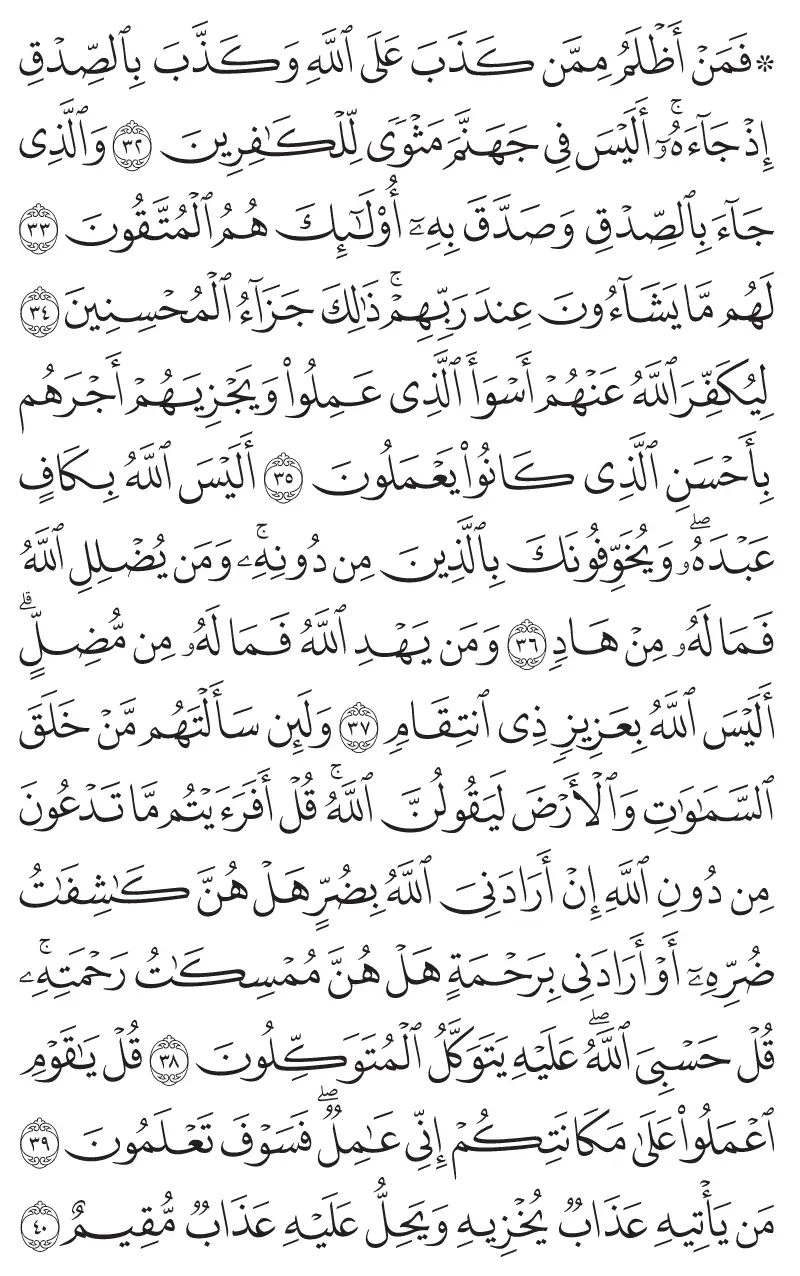 ۞ فَمَنۡ أَظۡلَمُ مِمَّن كَذَبَ عَلَى ٱللَّهِ وَكَذَّبَ بِٱلصِّدۡقِ
إِذۡ جَآءَهُۥٓۚ أَلَيۡسَ فِي جَهَنَّمَ مَثۡوٗى لِّلۡكَٰفِرِينَ ٣٢ وَٱلَّذِي
جَآءَ بِٱلصِّدۡقِ وَصَدَّقَ بِهِۦٓ أُوْلَٰٓئِكَ هُمُ ٱلۡمُتَّقُونَ ٣٣
لَهُم مَّا يَشَآءُونَ عِندَ رَبِّهِمۡۚ ذَٰلِكَ جَزَآءُ ٱلۡمُحۡسِنِينَ ٣٤
لِيُكَفِّرَ ٱللَّهُ عَنۡهُمۡ أَسۡوَأَ ٱلَّذِي عَمِلُواْ وَيَجۡزِيَهُمۡ أَجۡرَهُم
بِأَحۡسَنِ ٱلَّذِي كَانُواْ يَعۡمَلُونَ ٣٥ أَلَيۡسَ ٱللَّهُ بِكَافٍ
عَبۡدَهُۥۖ وَيُخَوِّفُونَكَ بِٱلَّذِينَ مِن دُونِهِۦۚ وَمَن يُضۡلِلِ ٱللَّهُ
فَمَا لَهُۥ مِنۡ هَادٖ ٣٦ وَمَن يَهۡدِ ٱللَّهُ فَمَا لَهُۥ مِن مُّضِلٍّۗ
أَلَيۡسَ ٱللَّهُ بِعَزِيزٖ ذِي ٱنتِقَامٖ ٣٧ وَلَئِن سَأَلۡتَهُم مَّنۡ خَلَقَ
ٱلسَّمَٰوَٰتِ وَٱلۡأَرۡضَ لَيَقُولُنَّ ٱللَّهُۚ قُلۡ أَفَرَءَيۡتُم مَّا تَدۡعُونَ
مِن دُونِ ٱللَّهِ إِنۡ أَرَادَنِيَ ٱللَّهُ بِضُرٍّ هَلۡ هُنَّ كَٰشِفَٰتُ
ضُرِّهِۦٓ أَوۡ أَرَادَنِي بِرَحۡمَةٍ هَلۡ هُنَّ مُمۡسِكَٰتُ رَحۡمَتِهِۦۚ
قُلۡ حَسۡبِيَ ٱللَّهُۖ عَلَيۡهِ يَتَوَكَّلُ ٱلۡمُتَوَكِّلُونَ ٣٨ قُلۡ يَٰقَوۡمِ
ٱعۡمَلُواْ عَلَىٰ مَكَانَتِكُمۡ إِنِّي عَٰمِلٞۖ فَسَوۡفَ تَعۡلَمُونَ ٣٩
مَن يَأۡتِيهِ عَذَابٞ يُخۡزِيهِ وَيَحِلُّ عَلَيۡهِ عَذَابٞ مُّقِيمٌ ٤٠